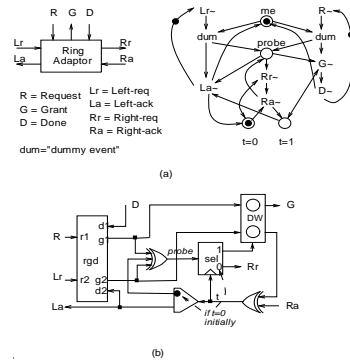 R G D
Lr Ring Adaptor Rr
La Ra
R = Request
G = Grant
D = Done
Lr = Left-req
La = Left-ack
Rr = Right-req
Ra = Right-ack
dum="dummy event"
Lr~ me R~
dum probe dum
Rr~ G~
La~ Ra~ D~
t=0 t=1
(a)
D
R r1 d1 g1
rgd
Lr r2 g2 d2
La
probe
sel 1 0
Rr
DW
G
t
if t=0 initially
Ra
(b)